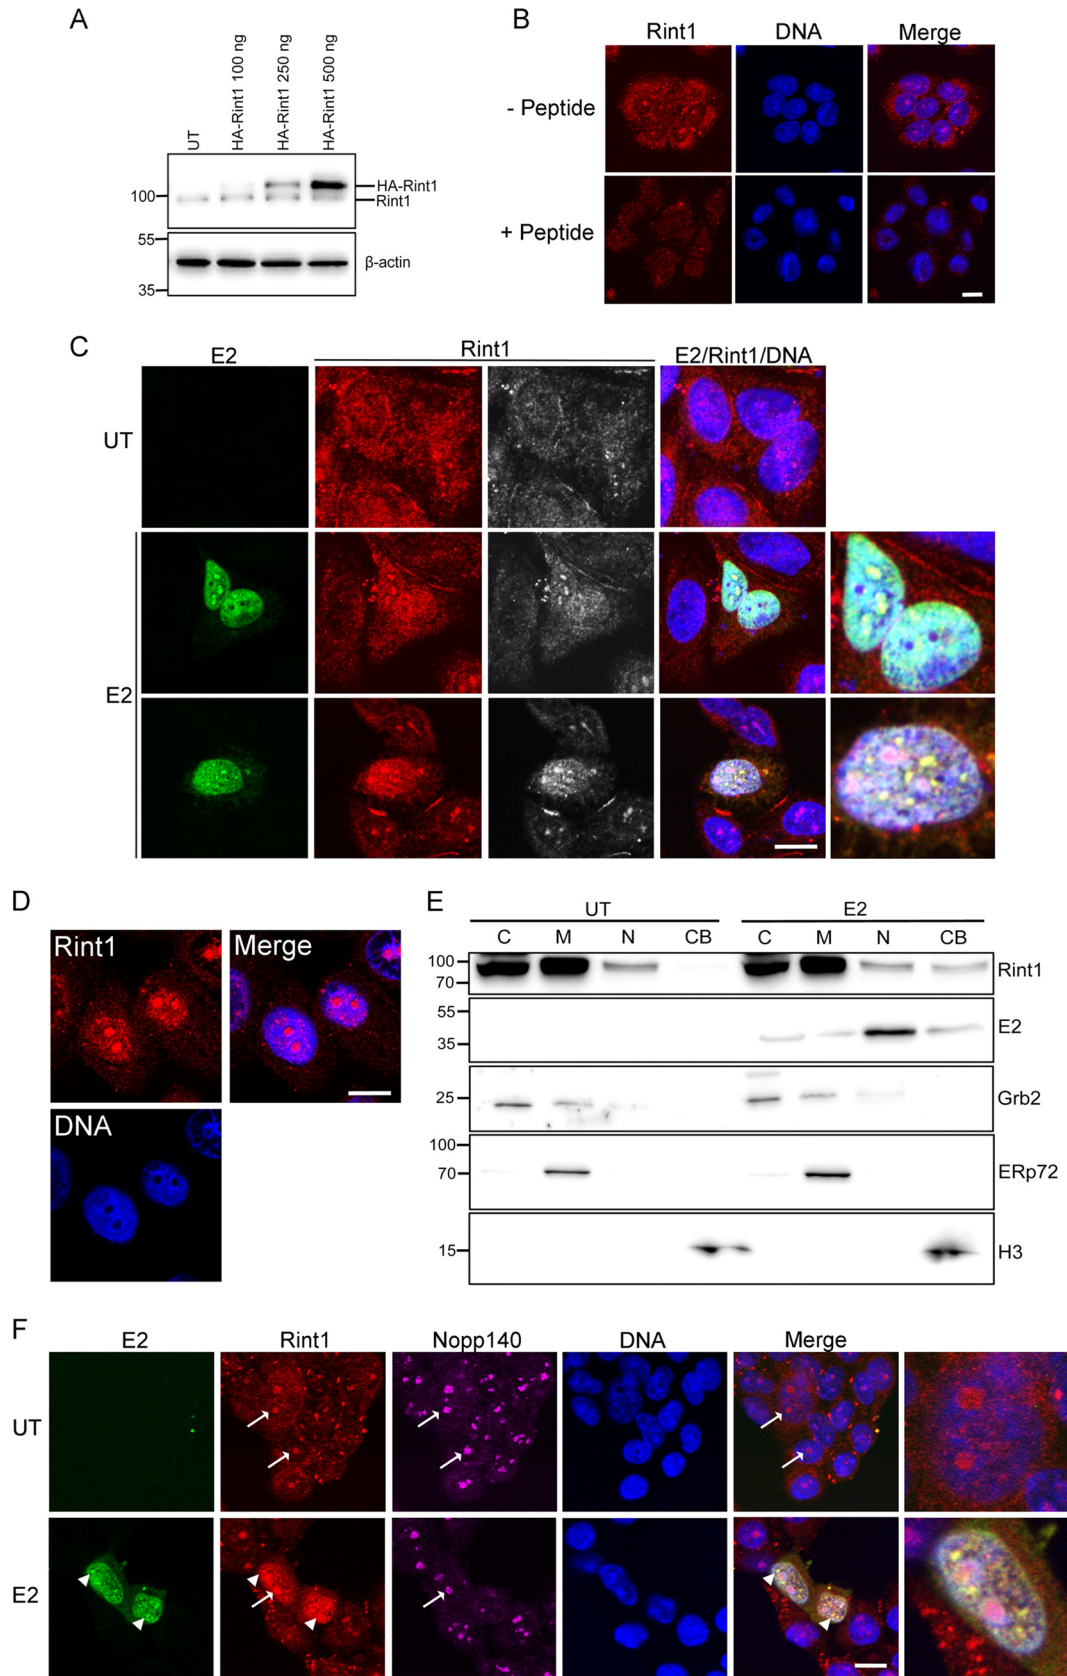 A
UT
HA-Rint1 100 ng
HA-Rint1 250 ng
HA-Rint1 500 ng
100
HA-Rint1
Rint1
55
35
β-actin
B
Rint1 DNA Merge
- Peptide
+ Peptide
C
E2 Rint1 E2/Rint1/DNA
UT
E2
D
Rint1 Merge
DNA
E
UT E2
C M N CB C M N CB
100
70
Rint1
55
35
E2
25
Grb2
100
70
ERp72
15
H3
F
E2 Rint1 Nopp140 DNA Merge
UT
E2